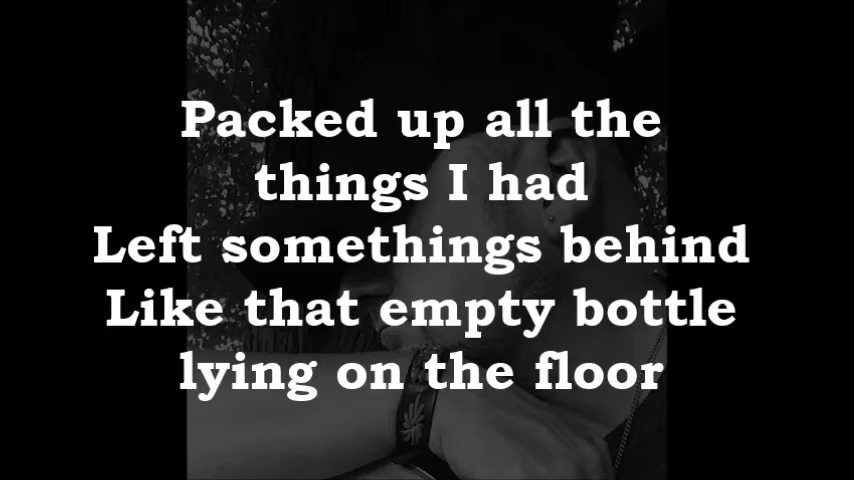 Packed up all the
things I had
Left somethings behind
Like that empty bottle
lying on the floor